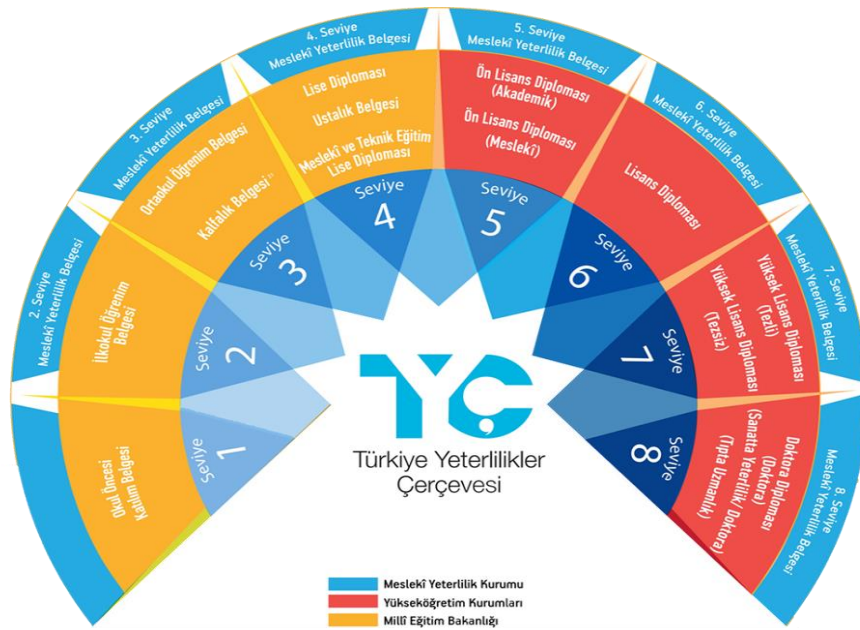 2. Seviye
Meslekî Yeterlilik Belgesi
3. Seviye
Meslekî Yeterlilik Belgesi
4. Seviye
Meslekî Yeterlilik Belgesi
5. Seviye
Meslekî Yeterlilik Belgesi
6. Seviye
Meslekî Yeterlilik Belgesi
7. Seviye
Meslekî Yeterlilik Belgesi
8. Seviye
Meslekî Yeterlilik Belgesi
Okul Öncesi
Katılım Belgesi
İlkokul Öğrenim
Belgesi
Ortaokul Öğrenim Belgesi
Kalfalık Belgesi
Lise Diploması
Ustalık Belgesi
Meslekî ve Teknik Eğitim
Lise Diploması
Ön Lisans Diploması
(Akademik)
Ön Lisans Diploması
(Meslekî)
Lisans Diploması
Yüksek Lisans Diploması
(Tezli)
Yüksek Lisans Diploması
(Tezsiz)
Doktora Diploması
(Doktora)
(Sanatta Yeterlilik/ Doktora)
(Tıpta Uzmanlık)
Seviye
1
Seviye
2
Seviye
3
Seviye
4
Seviye
5
Seviye
6
Seviye
7
Seviye
8
TYÇ
Türkiye Yeterlilikler
Çerçevesi
Meslekî Yeterlilik Kurumu
Yükseköğretim Kurumları
Millî Eğitim Bakanlığı